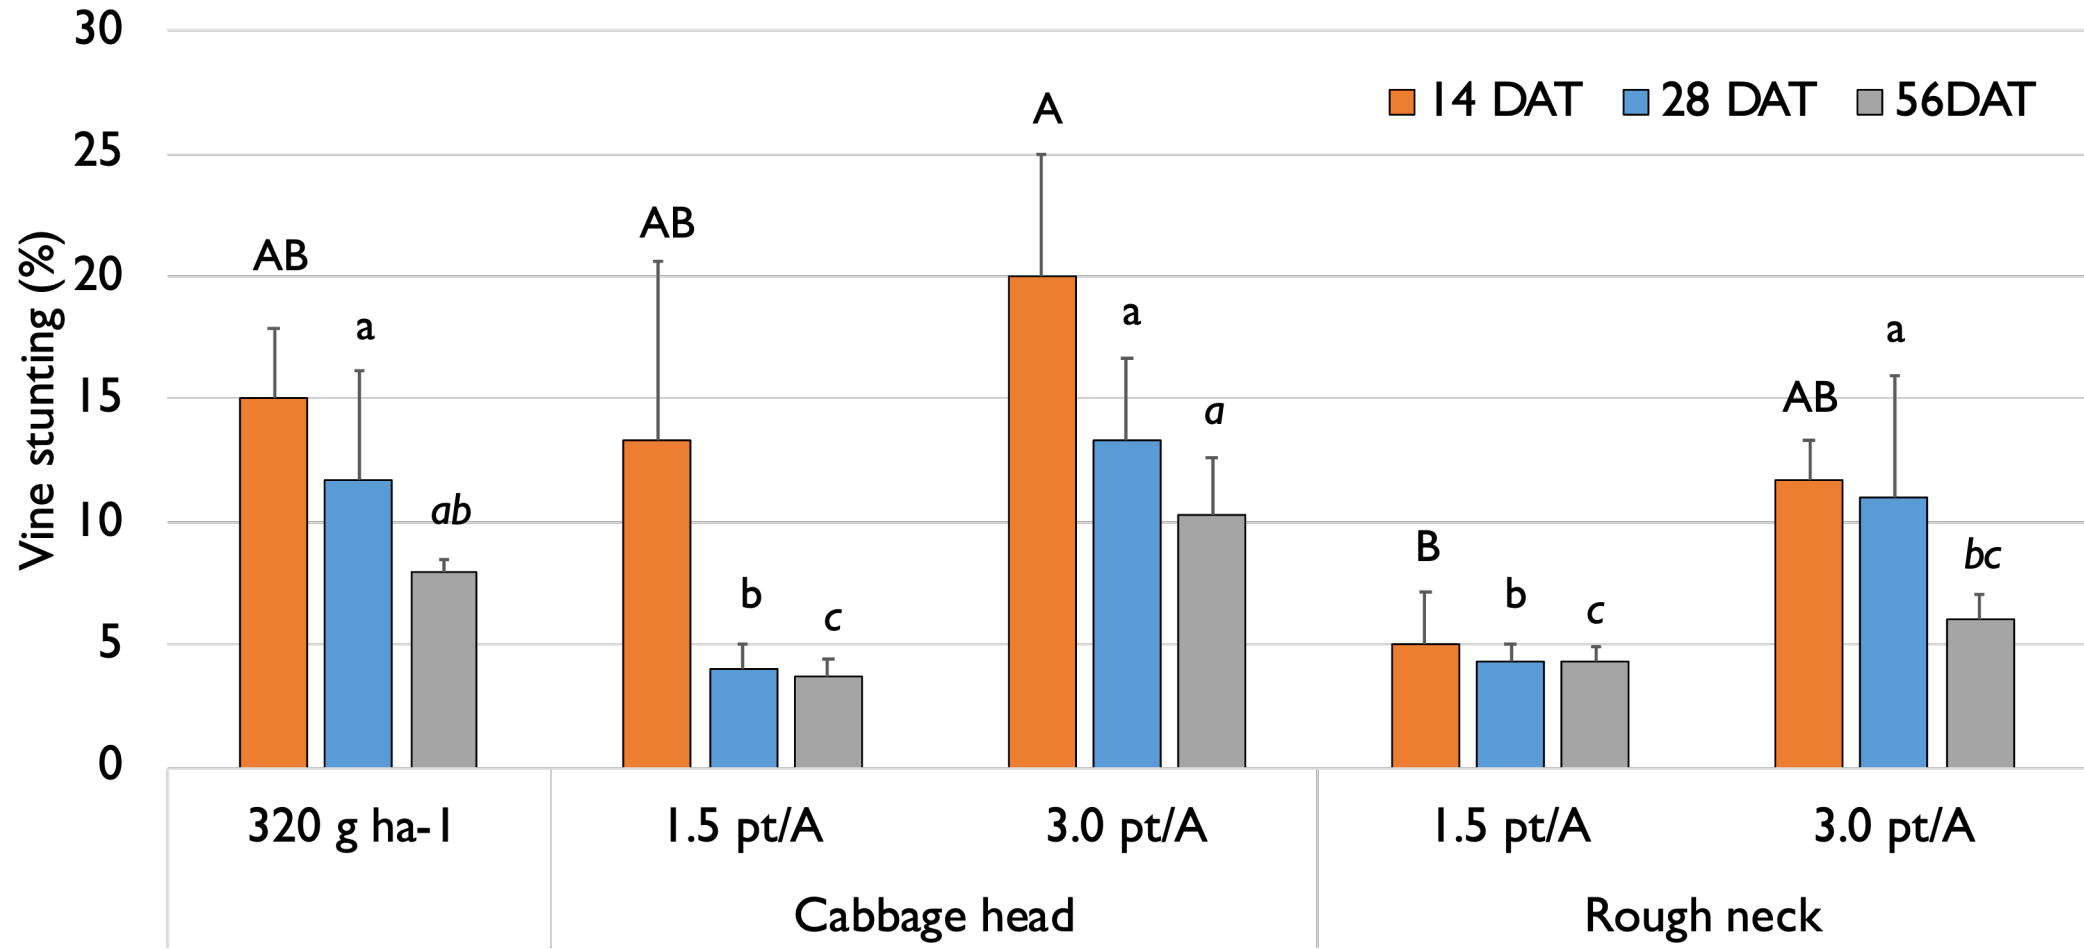 30
25
20
15
10
5
0
Vine stunting (%)
14 DAT 28 DAT 56DAT
AB a ab
AB b c
A a a
B b c
AB a bc
320 g ha-1 1.5 pt/A 3.0 pt/A 1.5 pt/A 3.0 pt/A
Cabbage head Rough neck